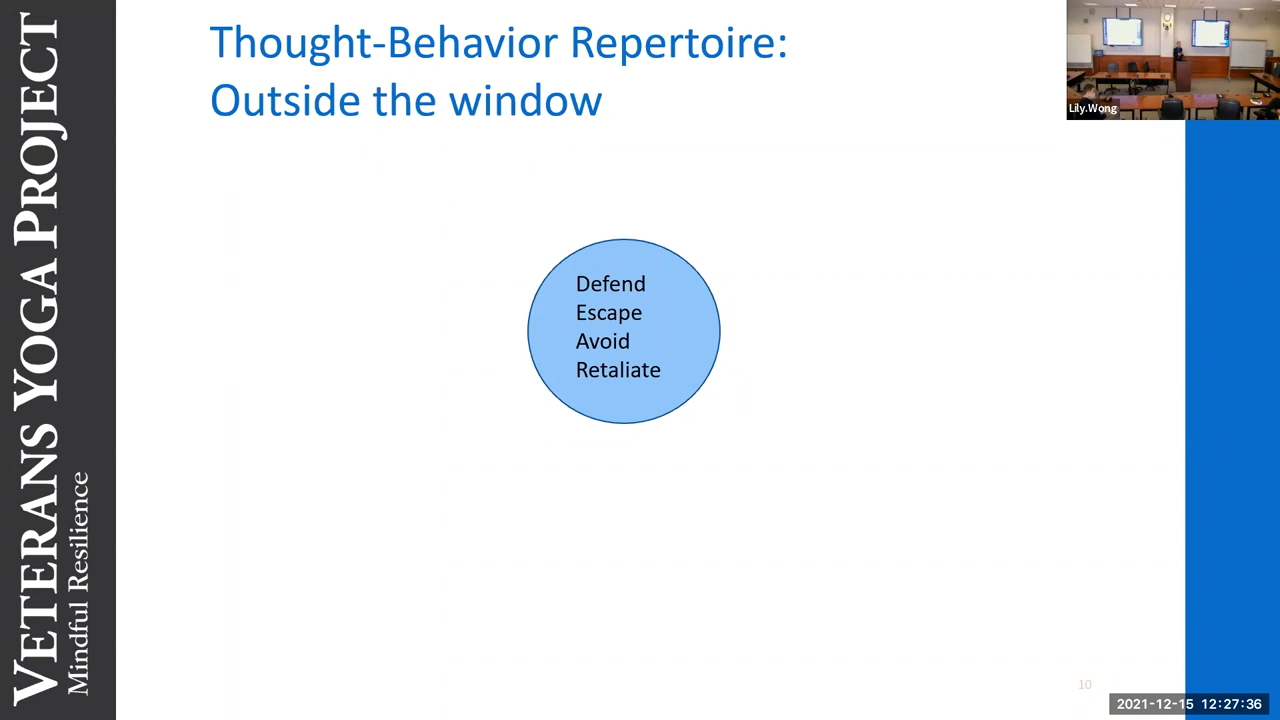 VETERANS YOGA PROJECT
Mindful Resilience
Thought-Behavior Repertoire:
Outside the window
Lily.Wong
Defend
Escape
Avoid
Retaliate
10
2021-12-15 12:27:36